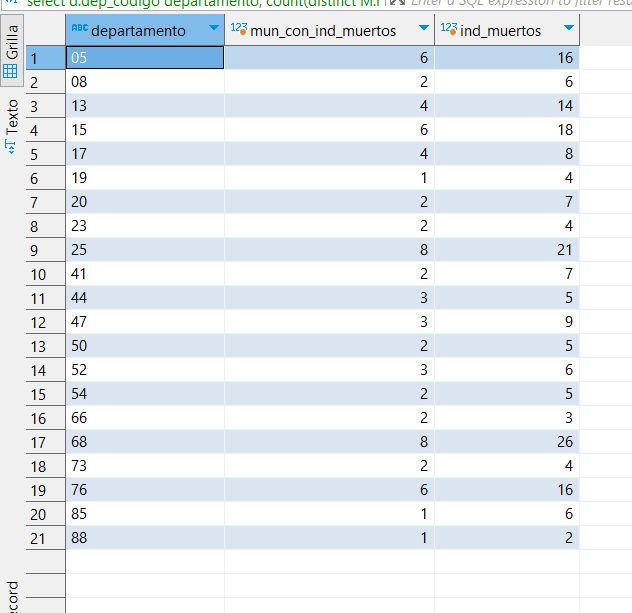 select d.dep_codigo departamento, count(distinct M.r
Enter a SQL expression to filter resu
Grilla
Texto
ecord
ABC departamento 123 mun_con_ind_muertos 123 ind_muertos
1 05 6 16
2 08 2 6
3 13 4 14
4 15 6 18
5 17 4 8
6 19 1 4
7 20 2 7
8 23 2 4
9 25 8 21
10 41 2 7
11 44 3 5
12 47 3 9
13 50 2 5
14 52 3 6
15 54 2 5
16 66 2 3
17 68 8 26
18 73 2 4
19 76 6 16
20 85 1 6
21 88 1 2